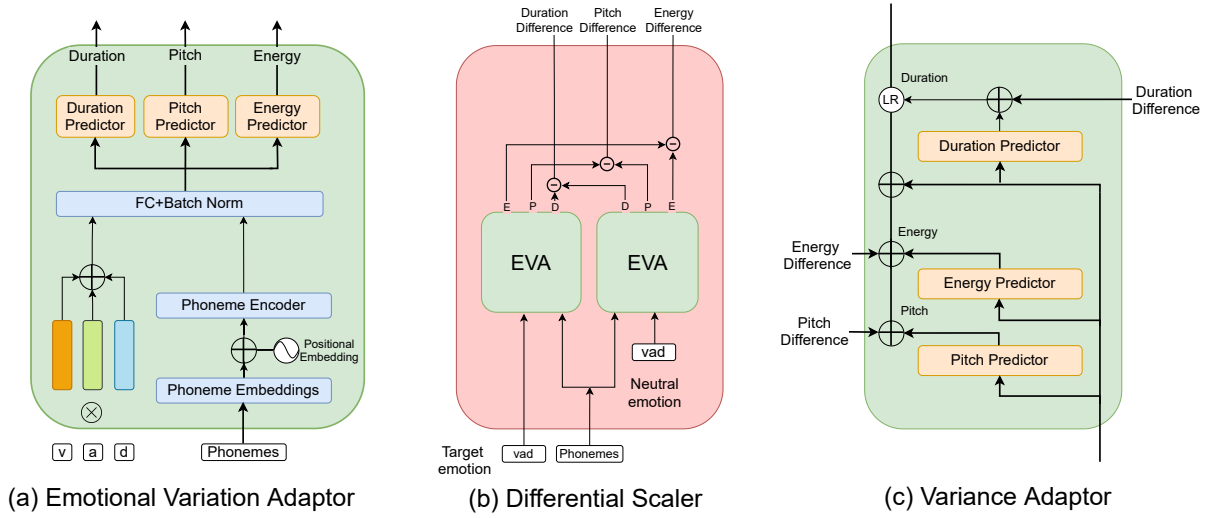 Duration
Pitch
Energy
Duration
Predictor
Pitch
Predictor
Energy
Predictor
FC+Batch Norm
Phoneme Encoder
Positional
Embedding
Phoneme Embeddings
v
a
d
Phonemes
(a) Emotional Variation Adaptor
Duration
Difference
Pitch
Difference
Energy
Difference
E
P
D
D
P
E
EVA
EVA
vad
Neutral
emotion
Target
emotion
vad
Phonemes
(b) Differential Scaler
Duration
LR
Duration
Difference
Duration Predictor
Energy
Energy
Difference
Energy Predictor
Pitch
Pitch
Difference
Pitch Predictor
(c) Variance Adaptor